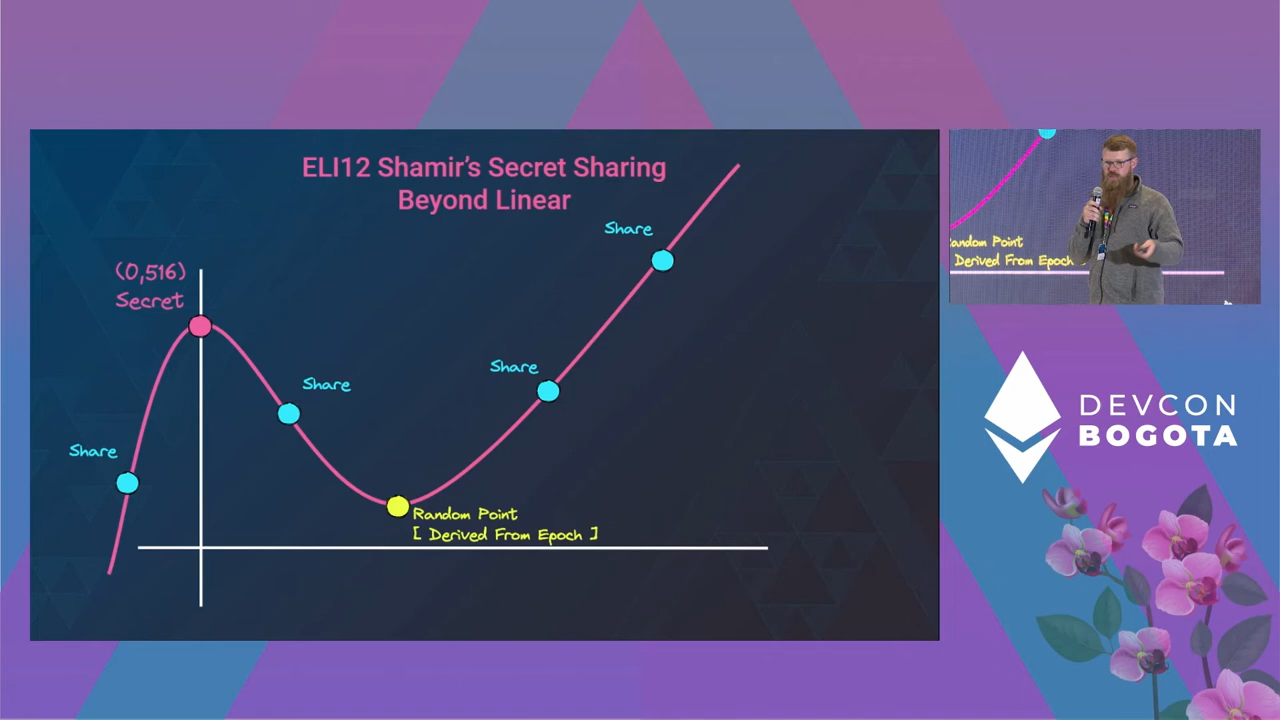 ELI12 Shamir's Secret Sharing
Beyond Linear
Share
(0,516)
Secret
Share
Share
Share
Random Point
[ Derived From Epoch ]
andom Point
Derived From Epoch
DEVCON
BOGOTA